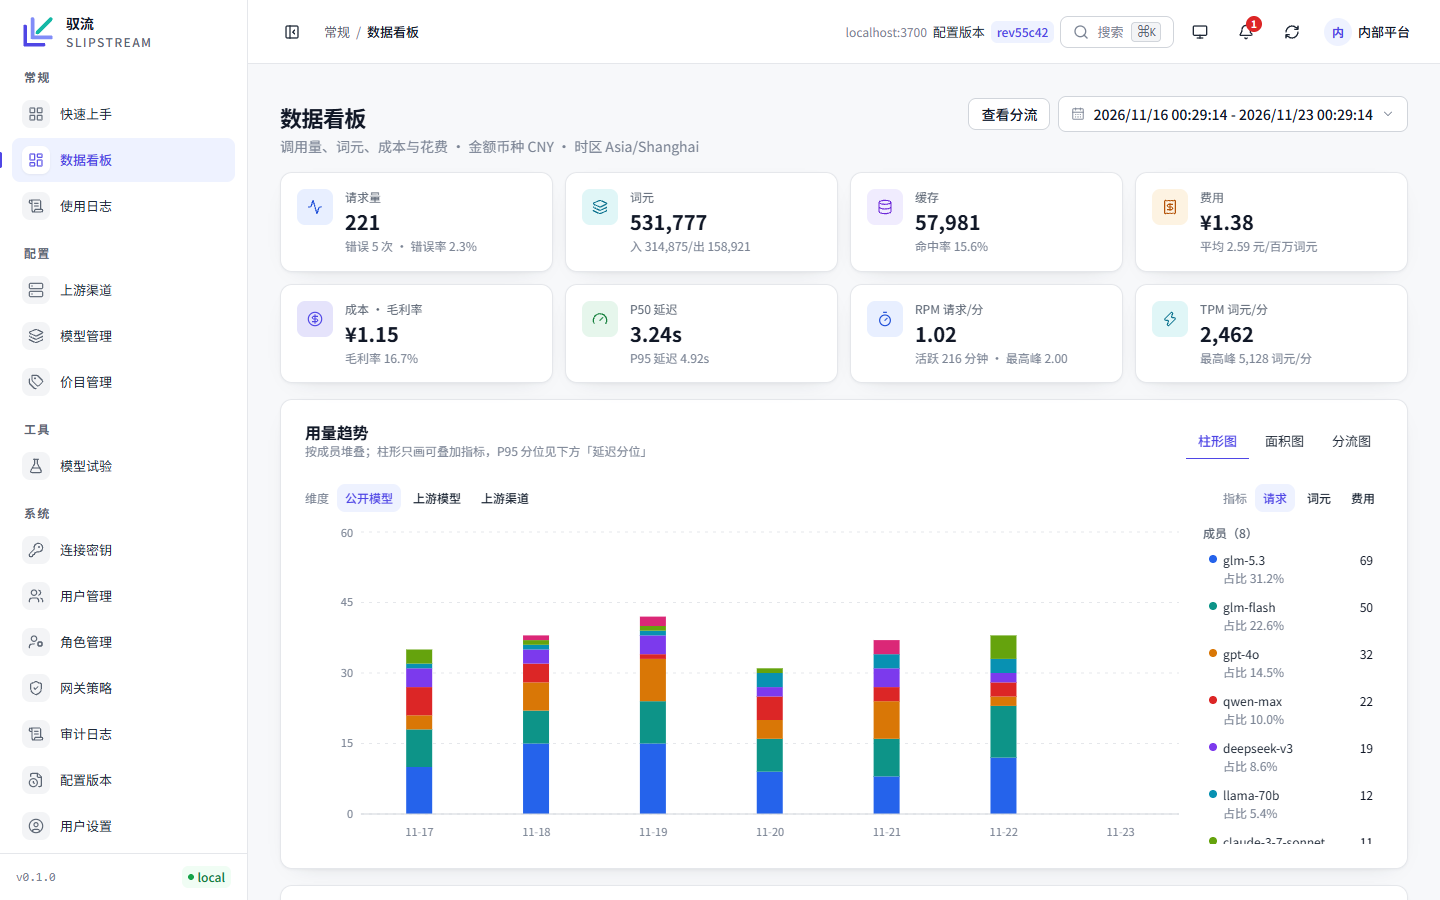 驭流
SLIPSTREAM
常规
快速上手
数据看板
使用日志
配置
上游渠道
模型管理
价目管理
工具
模型试验
系统
连接密钥
用户管理
角色管理
网关策略
审计日志
配置版本
用户设置
v0.1.0
local
常规 / 数据看板
localhost:3700 配置版本 rev55c42
搜索 ⌘K
1
内 内部平台
数据看板
调用量、词元、成本与花费 • 金额币种 CNY • 时区 Asia/Shanghai
查看分流
2026/11/16 00:29:14 - 2026/11/23 00:29:14
请求量
221
错误 5 次 • 错误率 2.3%
词元
531,777
入 314,875/出 158,921
缓存
57,981
命中率 15.6%
费用
¥1.38
平均 2.59 元/百万词元
成本 • 毛利率
¥1.15
毛利率 16.7%
P50 延迟
3.24s
P95 延迟 4.92s
RPM 请求/分
1.02
活跃 216 分钟 • 最高峰 2.00
TPM 词元/分
2,462
最高峰 5,128 词元/分
用量趋势
按成员堆叠；柱形只画可叠加指标，P95 分位见下方「延迟分位」
柱形图 面积图 分流图
维度 公开模型 上游模型 上游渠道
指标 请求 词元 费用
60
45
30
15
0
11-17 11-18 11-19 11-20 11-21 11-22 11-23
成员（8）
glm-5.3 69
占比 31.2%
glm-flash 50
占比 22.6%
gpt-4o 32
占比 14.5%
qwen-max 22
占比 10.0%
deepseek-v3 19
占比 8.6%
llama-70b 12
占比 5.4%
claude-3-7-sonnet 11